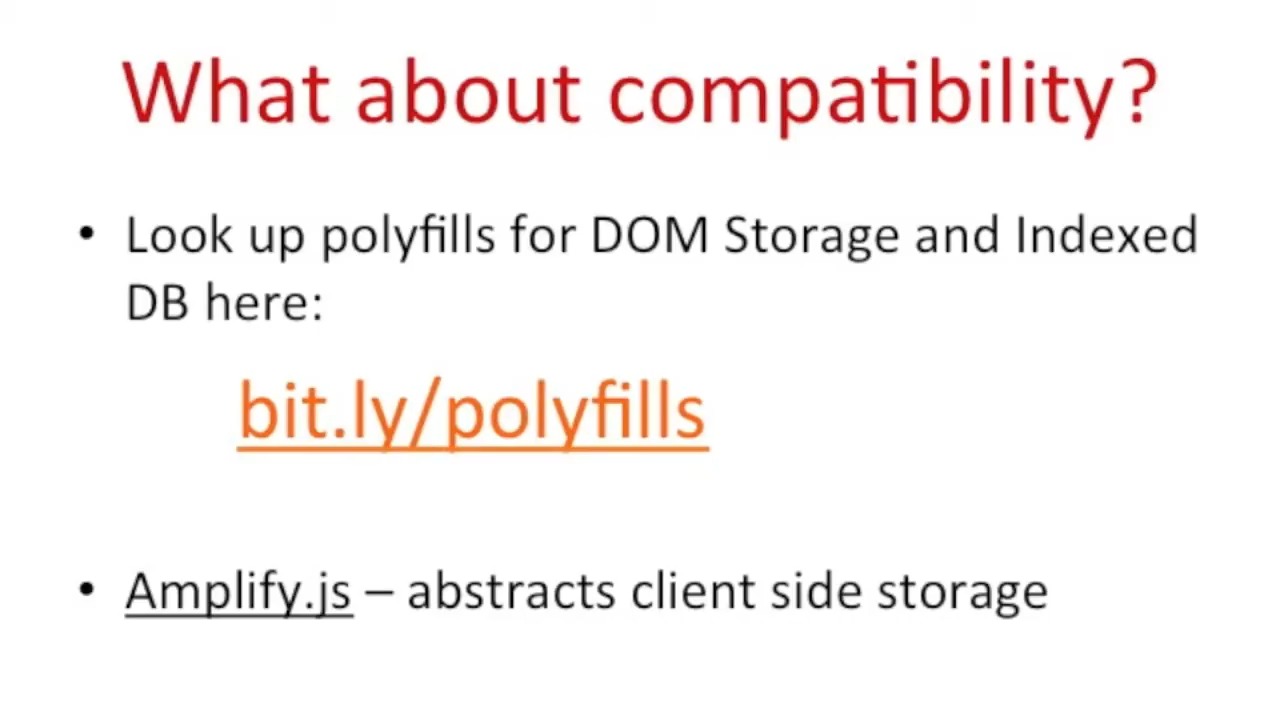 What about compatibility?
• Look up polyfills for DOM Storage and Indexed
DB here:
bit.ly/polyfills
• Amplify.js – abstracts client side storage